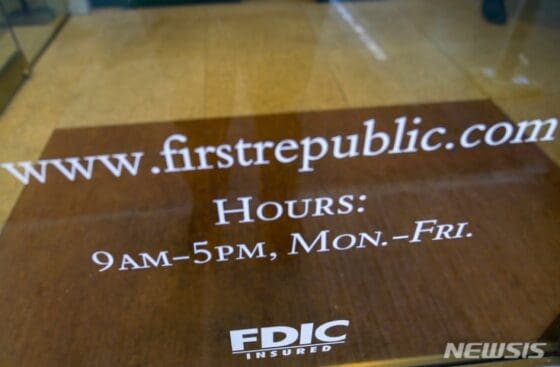 www.firstrepublic.com
HOURS:
9AM–5PM, MON.–FRI.
FDIC
INSURED
NEWSIS